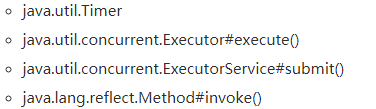 java.util.Timer
java.util.concurrent.Executor#execute()
java.util.concurrent.ExecutorService#submit()
java.lang.reflect.Method#invoke()